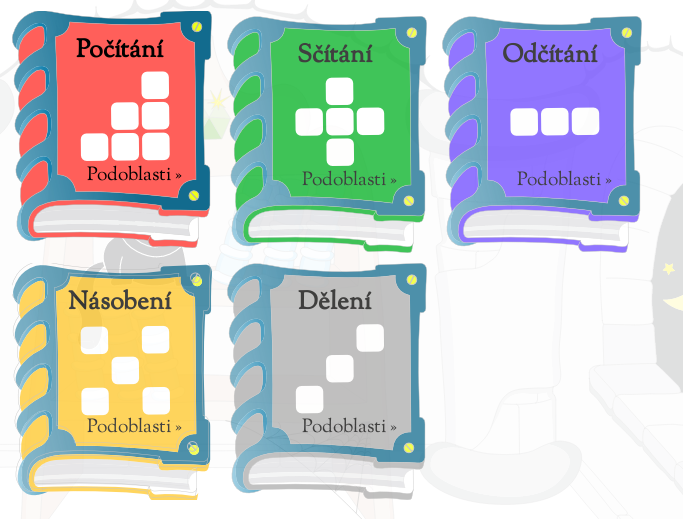 Počítání
Podoblasti »
Sčítání
Podoblasti »
Odčítání
Podoblasti »
Násobení
Podoblasti »
Dělení
Podoblasti »